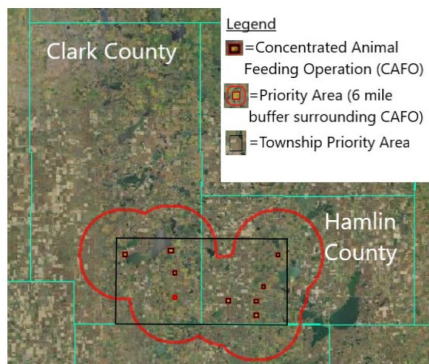 Clark County
Legend
=Concentrated Animal
Feeding Operation (CAFO)
=Priority Area (6 mile
buffer surrounding CAFO)
=Township Priority Area
Hamlin
County